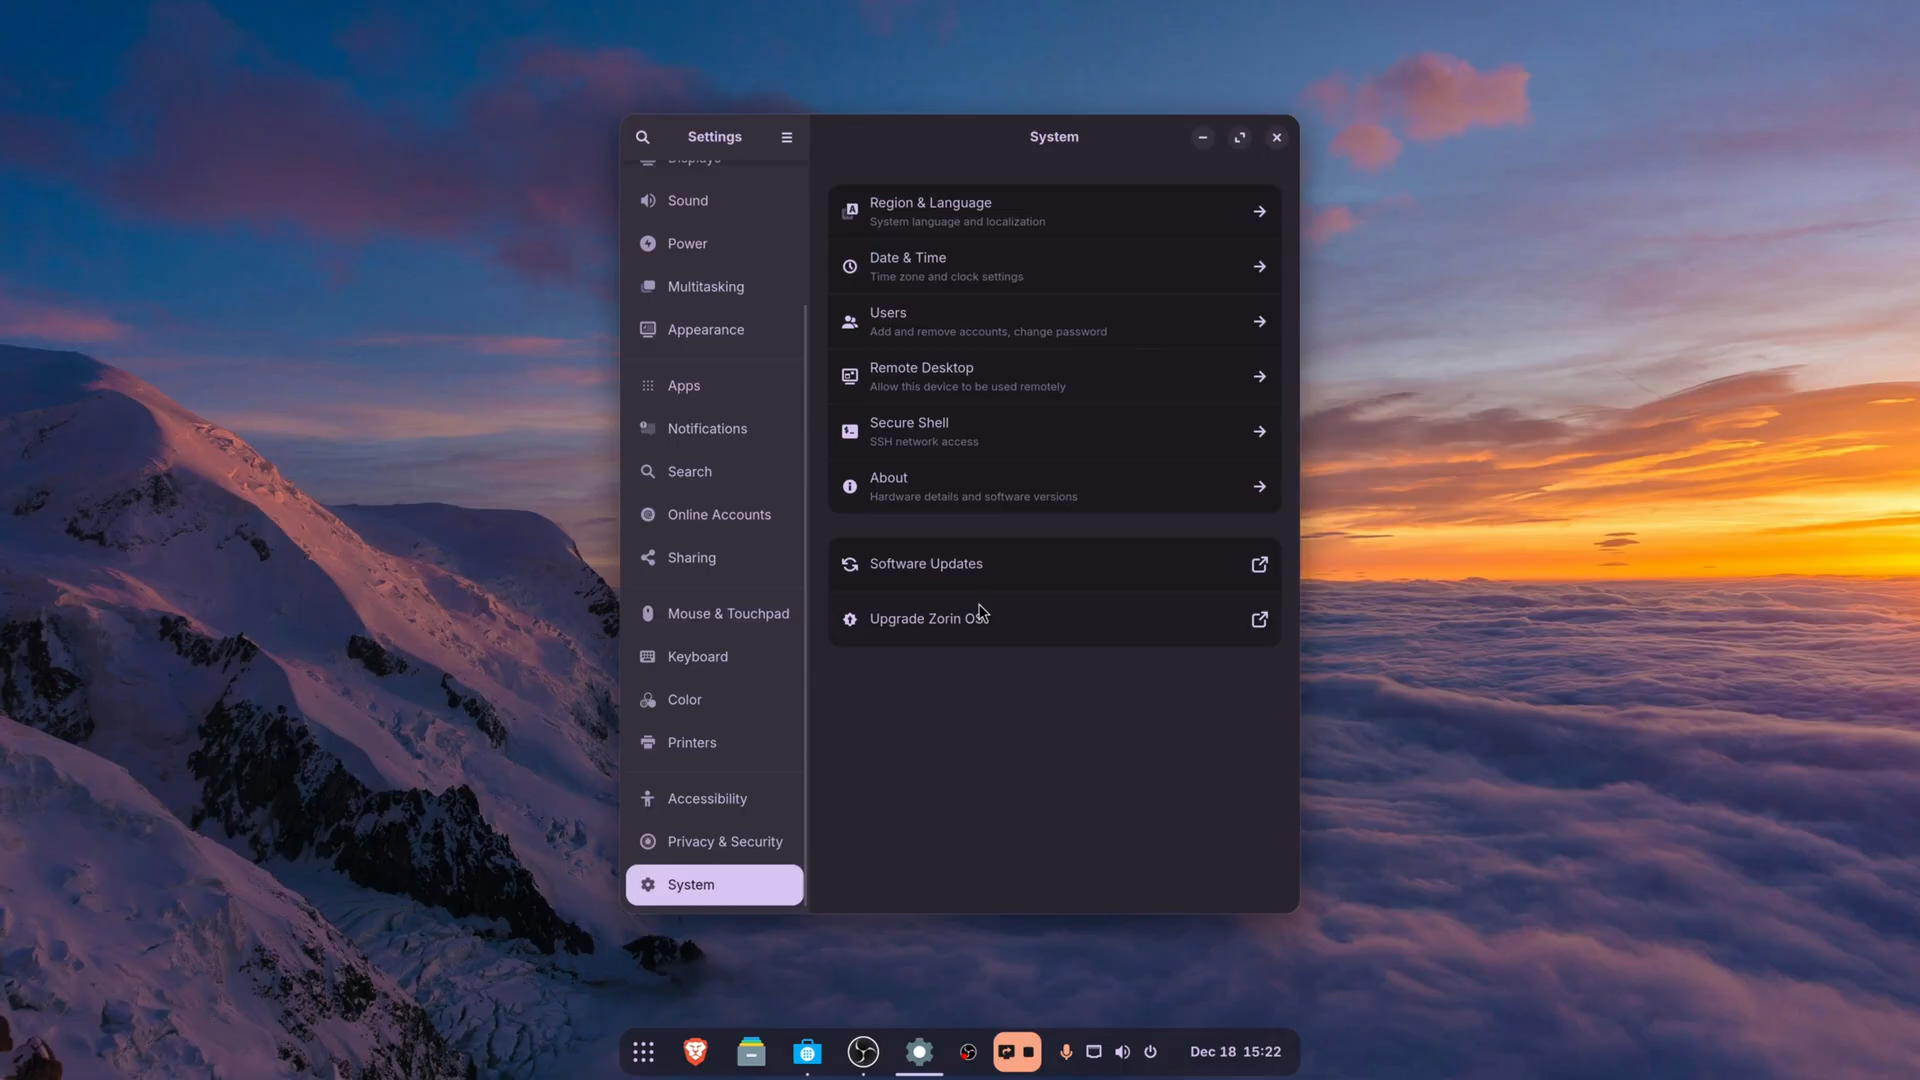 Settings
System
Displays
Sound
Power
Multitasking
Appearance
Apps
Notifications
Search
Online Accounts
Sharing
Mouse & Touchpad
Keyboard
Color
Printers
Accessibility
Privacy & Security
System
Region & Language
System language and localization
Date & Time
Time zone and clock settings
Users
Add and remove accounts, change password
Remote Desktop
Allow this device to be used remotely
Secure Shell
SSH network access
About
Hardware details and software versions
Software Updates
Upgrade Zorin OS
Dec 18 15:22